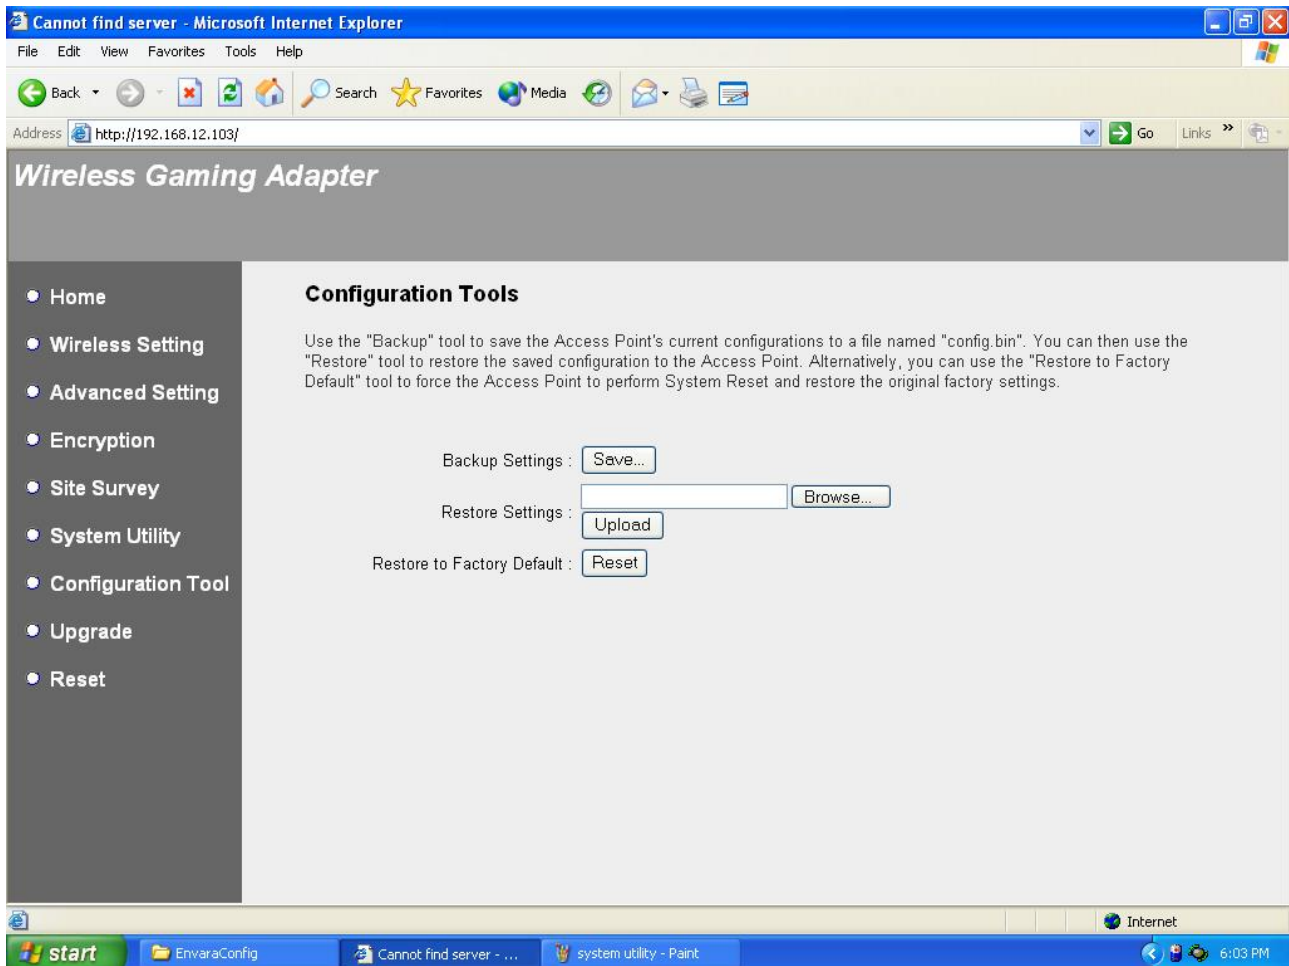 Cannot find server - Microsoft Internet Explorer
File Edit View Favorites Tools Help
Back Search Favorites Media
Address http://192.168.12.103/ Go Links »
Wireless Gaming Adapter
Home
Wireless Setting
Advanced Setting
Encryption
Site Survey
System Utility
Configuration Tool
Upgrade
Reset
Configuration Tools
Use the "Backup" tool to save the Access Point's current configurations to a file named "config.bin". You can then use the
"Restore" tool to restore the saved configuration to the Access Point. Alternatively, you can use the "Restore to Factory
Default" tool to force the Access Point to perform System Reset and restore the original factory settings.
Backup Settings : Save...
Restore Settings : Browse...
Upload
Restore to Factory Default : Reset
Internet
start EnvaraConfig Cannot find server - ... system utility - Paint 6:03 PM